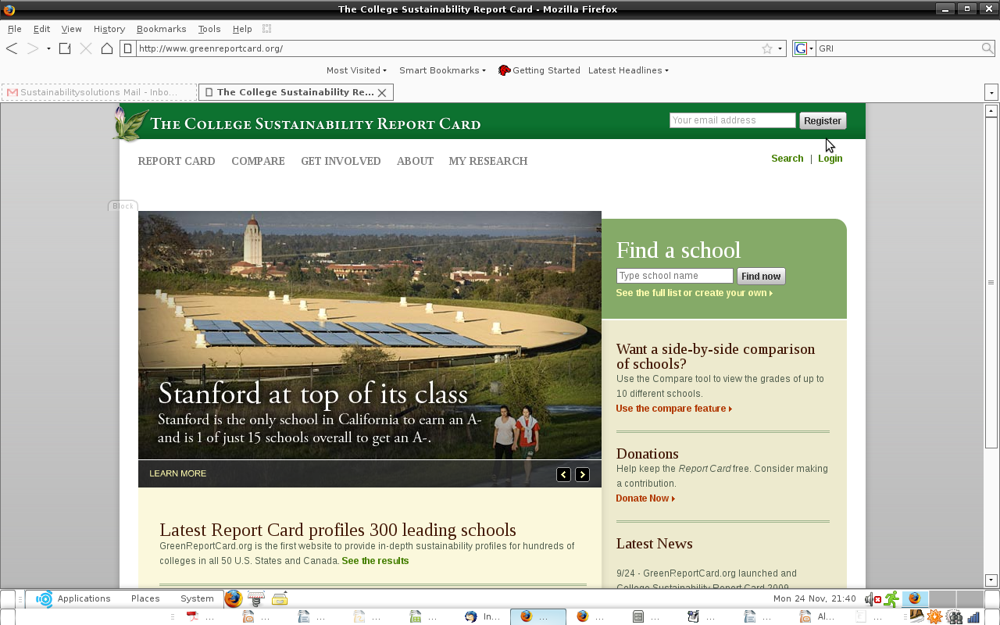 The College Sustainability Report Card - Mozilla Firefox
File Edit View History Bookmarks Tools Help
http://www.greenreportcard.org/
G
GRI
Most Visited Smart Bookmarks Getting Started Latest Headlines
Sustainabilitysolutions Mail - Inbo...
The College Sustainability Re...
The College Sustainability Report Card
Your email address
Register
REPORT CARD COMPARE GET INVOLVED ABOUT MY RESEARCH
Search | Login
Block
Find a school
Type school name
Find now
See the full list or create your own
Stanford at top of its class
Stanford is the only school in California to earn an A-
and is 1 of just 15 schools overall to get an A-.
LEARN MORE
Want a side-by-side comparison
of schools?
Use the Compare tool to view the grades of up to
10 different schools.
Use the compare feature
Donations
Help keep the Report Card free. Consider making
a contribution.
Donate Now
Latest Report Card profiles 300 leading schools
GreenReportCard.org is the first website to provide in-depth sustainability profiles for hundreds of
colleges in all 50 U.S. States and Canada. See the results
Latest News
9/24 - GreenReportCard.org launched and
College Sustainability Report Card 2009
Applications Places System
Mon 24 Nov, 21:40
... ... ... ... ... In... ... ... ... ... ... Al... ...